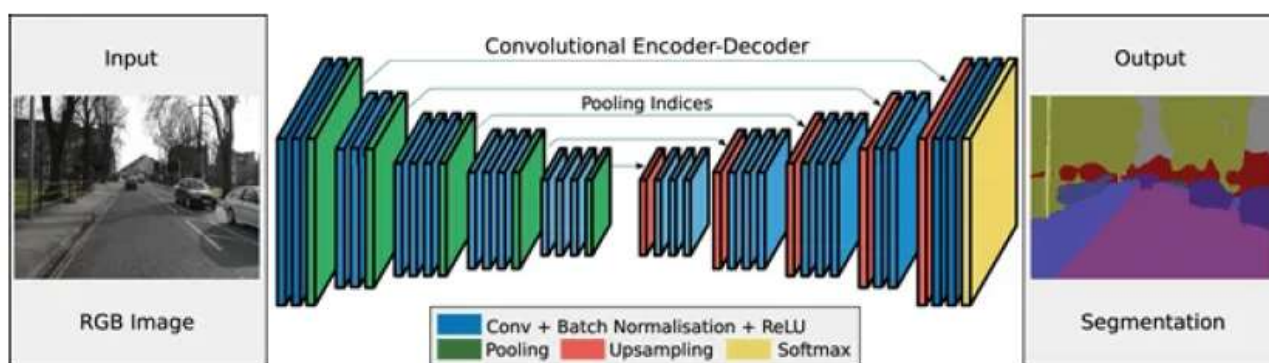 Input
RGB Image
Convolutional Encoder-Decoder
Pooling Indices
Conv + Batch Normalisation + ReLU
Pooling Upsampling Softmax
Output
Segmentation